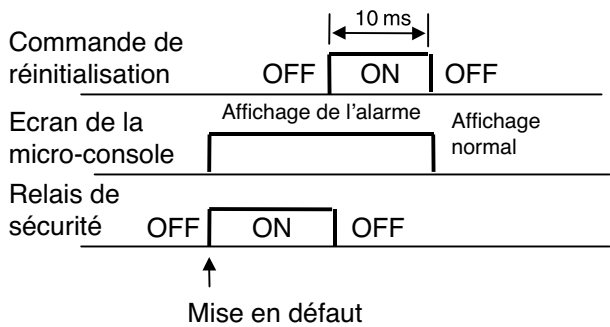 10 ms
Commande de
réinitialisation
OFF ON OFF
Ecran de la
micro-console
Affichage de l'alarme
Affichage
normal
Relais de
sécurité
OFF ON OFF
Mise en défaut